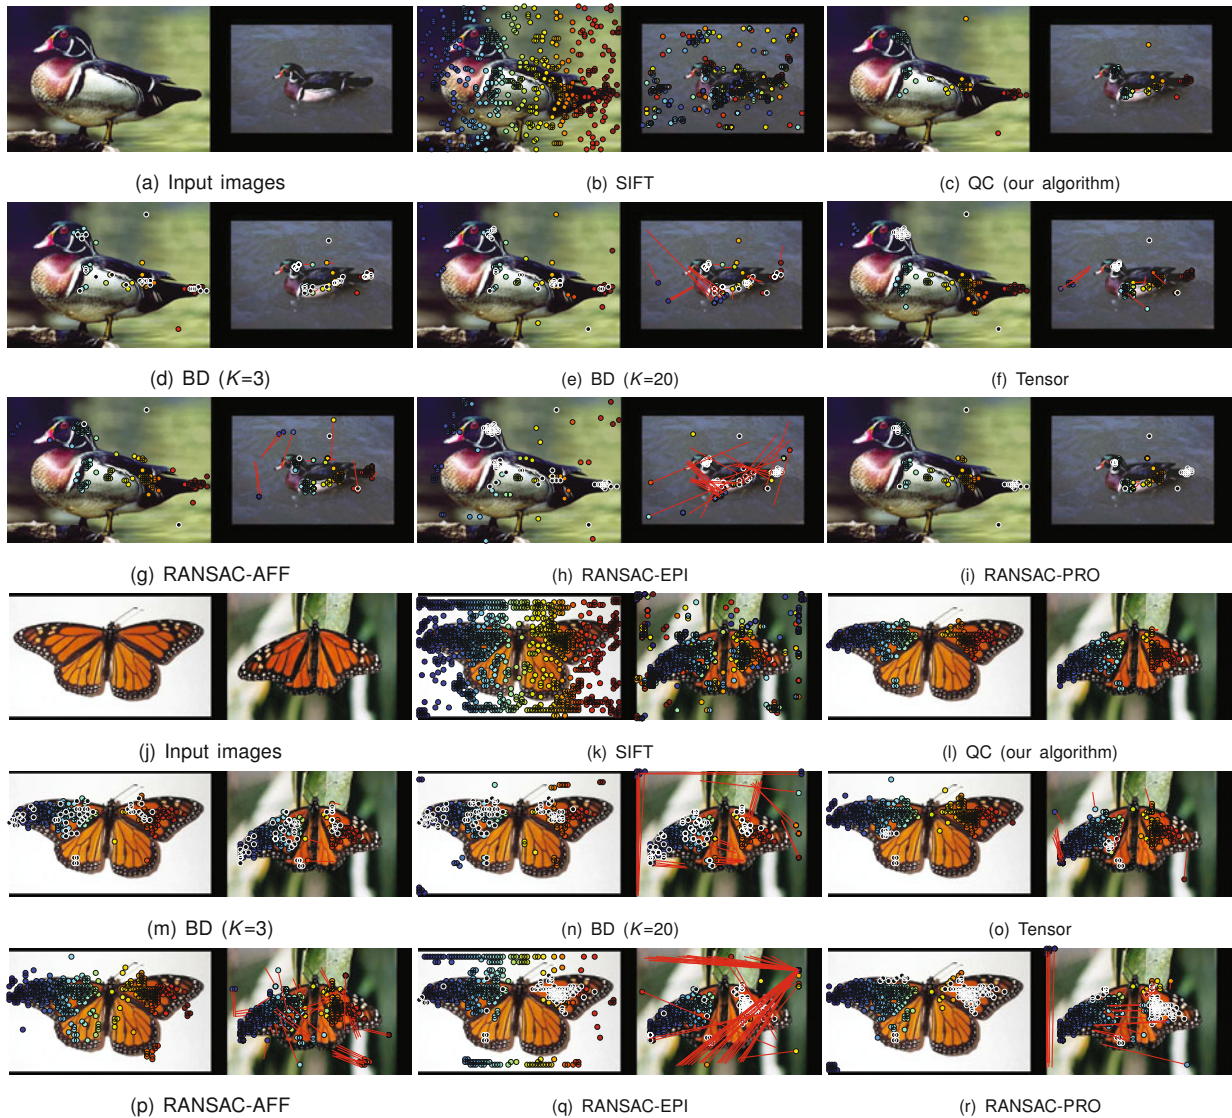 (a) Input images
(b) SIFT
(c) QC (our algorithm)
(d) BD (K=3)
(e) BD (K=20)
(f) Tensor
(g) RANSAC-AFF
(h) RANSAC-EPI
(i) RANSAC-PRO
(j) Input images
(k) SIFT
(l) QC (our algorithm)
(m) BD (K=3)
(n) BD (K=20)
(o) Tensor
(p) RANSAC-AFF
(q) RANSAC-EPI
(r) RANSAC-PRO